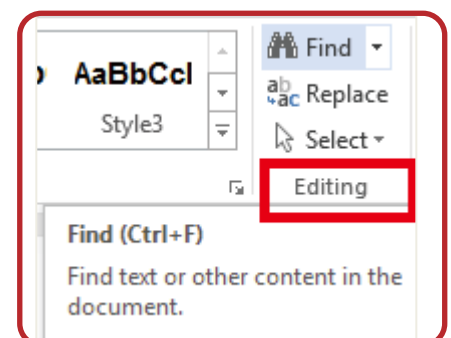 AaBbCcl
Style3
Find
Replace
Select
Editing
Find (Ctrl+F)
Find text or other content in the
document.